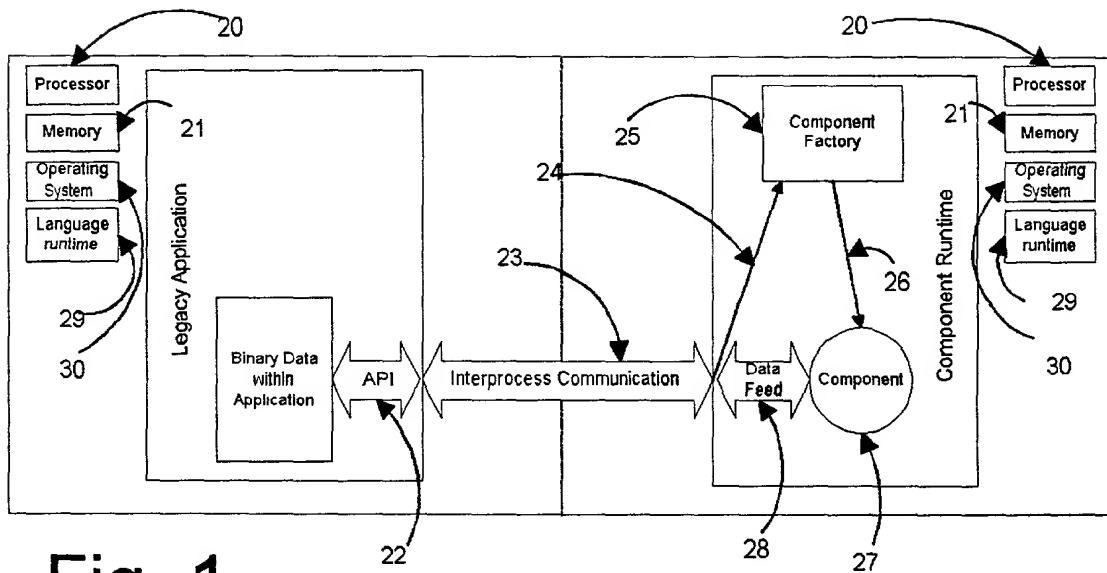 20
20
Processor
Memory
Operating
System
Language
runtime
21
29
30
Legacy Application
Binary Data
within
Application
API
22
23
Interprocess Communication
24
25
Component
Factory
26
Data
Feed
Component
28
27
Component Runtime
Processor
21
Memory
Operating
System
Language
runtime
29
30
Fig. 1